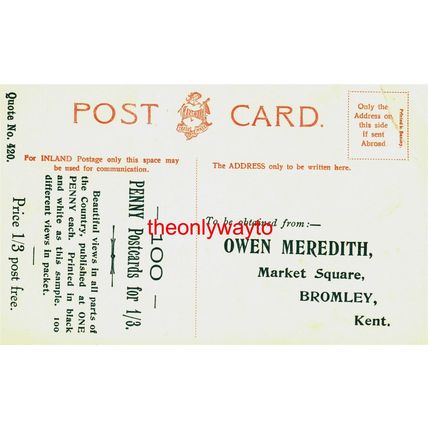 POST CARD.
Only the
Address on
this side
if sent
Abroad.
For INLAND Postage only this space may
be used for communication.
The ADDRESS only to be written here.
Quote No. 420.
—100—
PENNY Postcards for 1/3.
Beautiful views in all parts of
the Country, published at ONE
PENNY each. Printed in black
and white as this sample. 100
different views in packet.
Price 1/3 post free.
theonlywayto
To be obtained from:—
OWEN MEREDITH,
Market Square,
BROMLEY,
Kent.